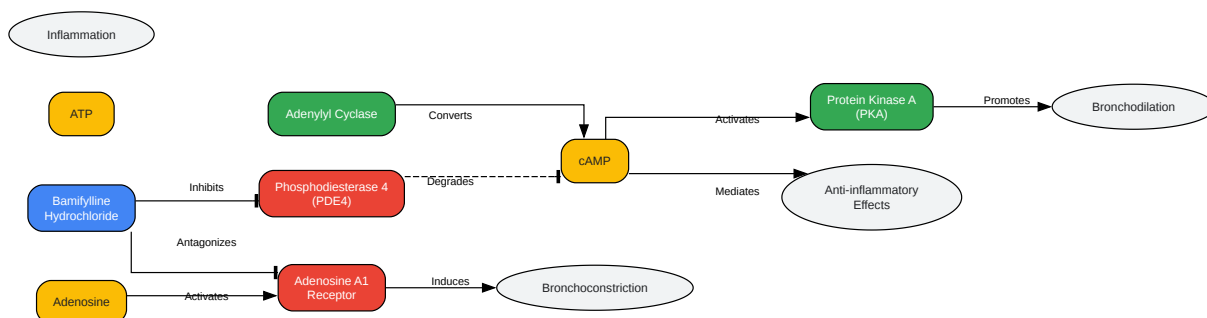 Inflammation
ATP
Adenylyl Cyclase
Converts
cAMP
Activates
Protein Kinase A
(PKA)
Promotes
Bronchodilation
Bamifylline
Hydrochloride
Inhibits
Phosphodiesterase 4
(PDE4)
Degrades
Mediates
Anti-inflammatory
Effects
Antagonizes
Adenosine
Activates
Adenosine A1
Receptor
Induces
Bronchoconstriction